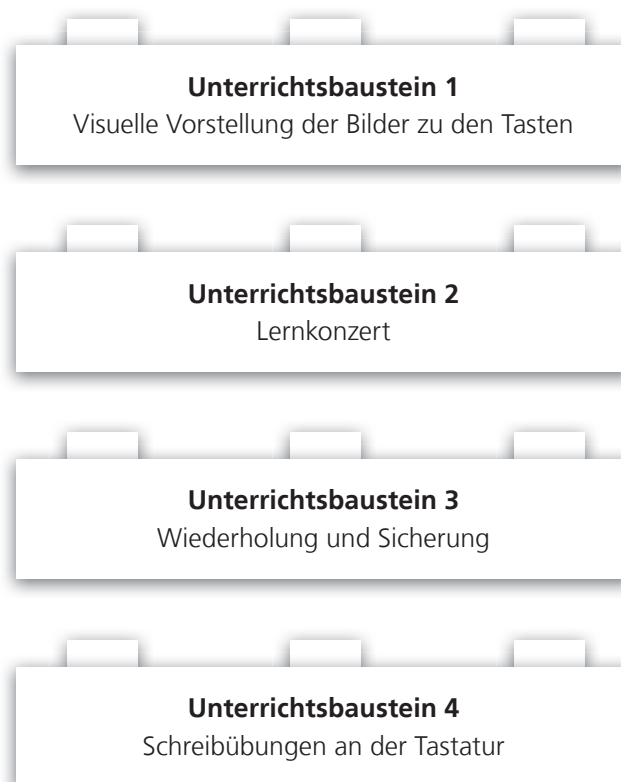 Unterrichtsbaustein 1
Visuelle Vorstellung der Bilder zu den Tasten
Unterrichtsbaustein 2
Lernkonzert
Unterrichtsbaustein 3
Wiederholung und Sicherung
Unterrichtsbaustein 4
Schreibübungen an der Tastatur